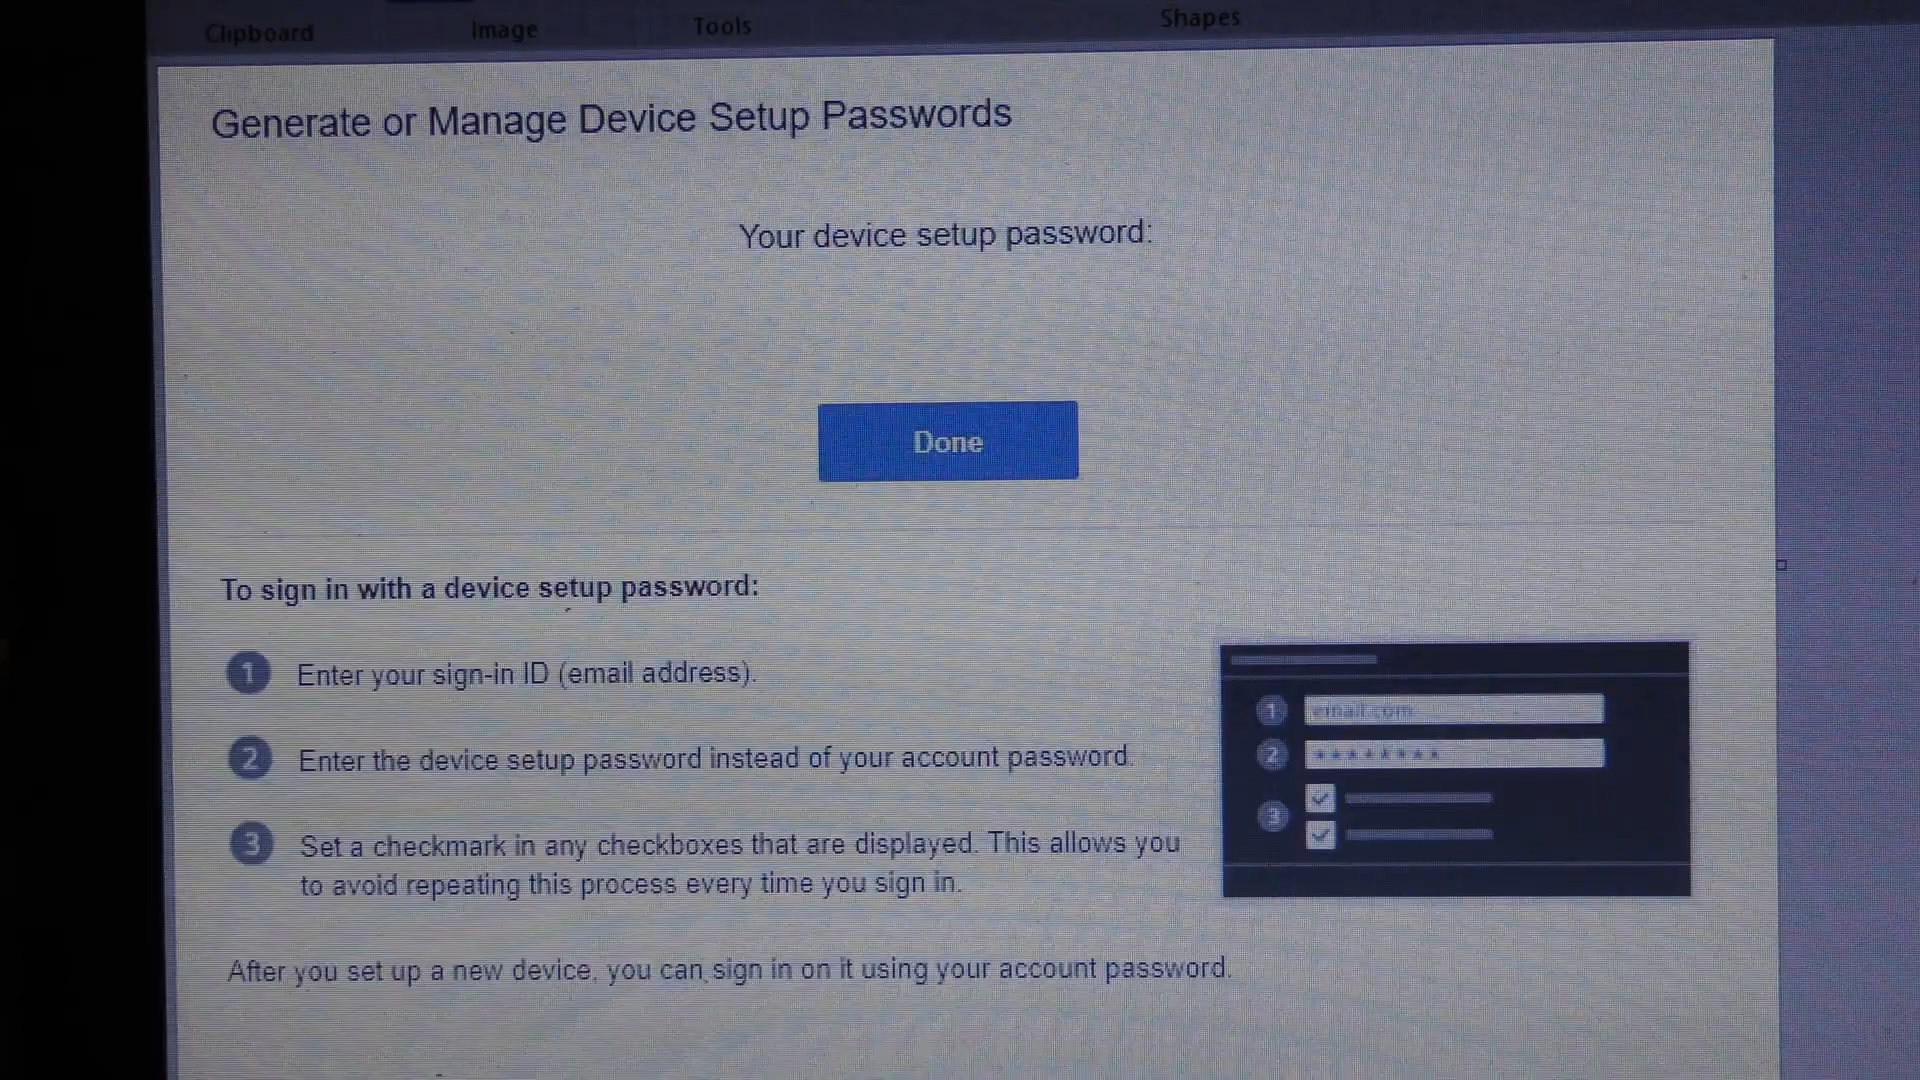 Clipboard
Image
Tools
Shapes
Generate or Manage Device Setup Passwords
Your device setup password:
Done
To sign in with a device setup password:
1 Enter your sign-in ID (email address).
2 Enter the device setup password instead of your account password.
3 Set a checkmark in any checkboxes that are displayed. This allows you
to avoid repeating this process every time you sign in.
1 email.com
2 ********
3
After you set up a new device, you can sign in on it using your account password.